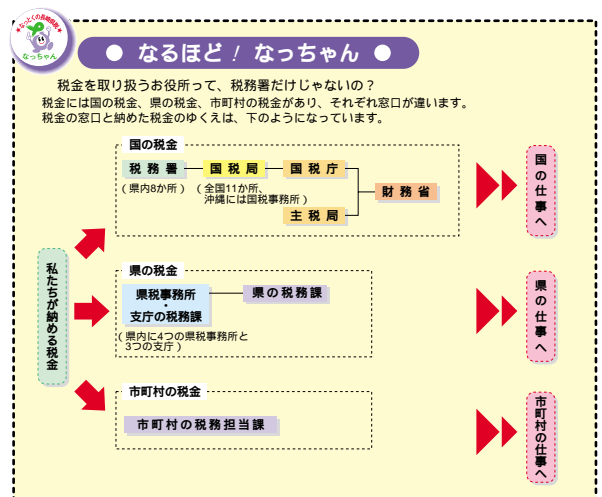 なっとくの長崎県税
なっちゃん
● なるほど！なっちゃん ●
税金を取り扱うお役所って、税務署だけじゃないの？
税金には国の税金、県の税金、市町村の税金があり、それぞれ窓口が違います。
税金の窓口と納めた税金のゆくえは、下のようになっています。
私たちが納める税金
国の税金
税務署
国税局
国税庁
（県内8か所）
（全国11か所、
沖縄には国税事務所）
主税局
財務省
国の仕事へ
県の税金
県税事務所
・
支庁の税務課
県の税務課
（県内に4つの県税事務所と
3つの支庁）
県の仕事へ
市町村の税金
市町村の税務担当課
市町村の仕事へ